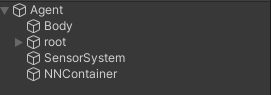 Agent
Body
root
SensorSystem
NNContainer